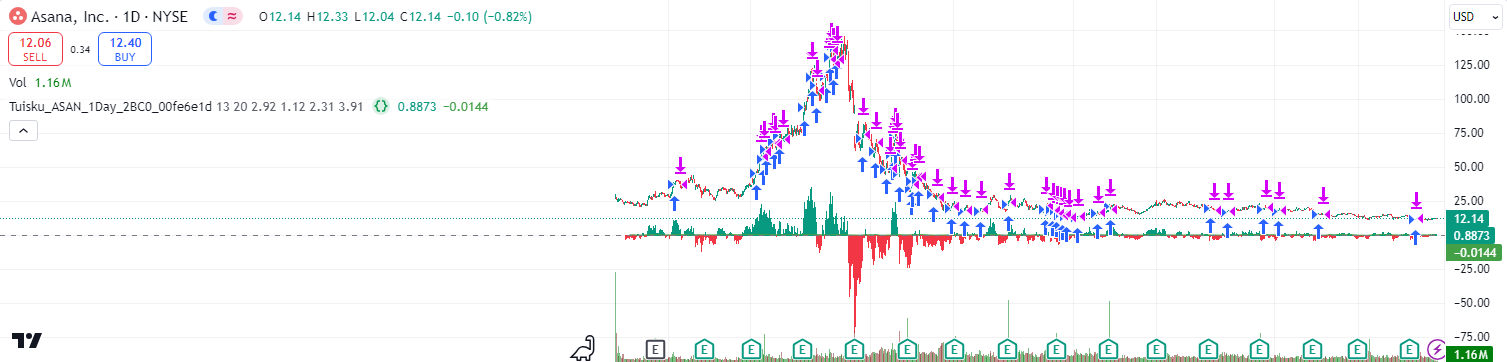 Asana, Inc. · 1D · NYSE
O12.14 H12.33 L12.04 C12.14 −0.10 (−0.82%)
USD
12.06
SELL
0.34
12.40
BUY
Vol 1.16M
Tuisku_ASAN_1Day_2BC0_00fe6e1d 13 20 2.92 1.12 2.31 3.91 {} 0.8873 −0.0144
125.00
100.00
75.00
50.00
25.00
12.14
0.8873
−0.0144
−25.00
−50.00
−75.00
1.16M
E E E E E E E E E E E E E E E E